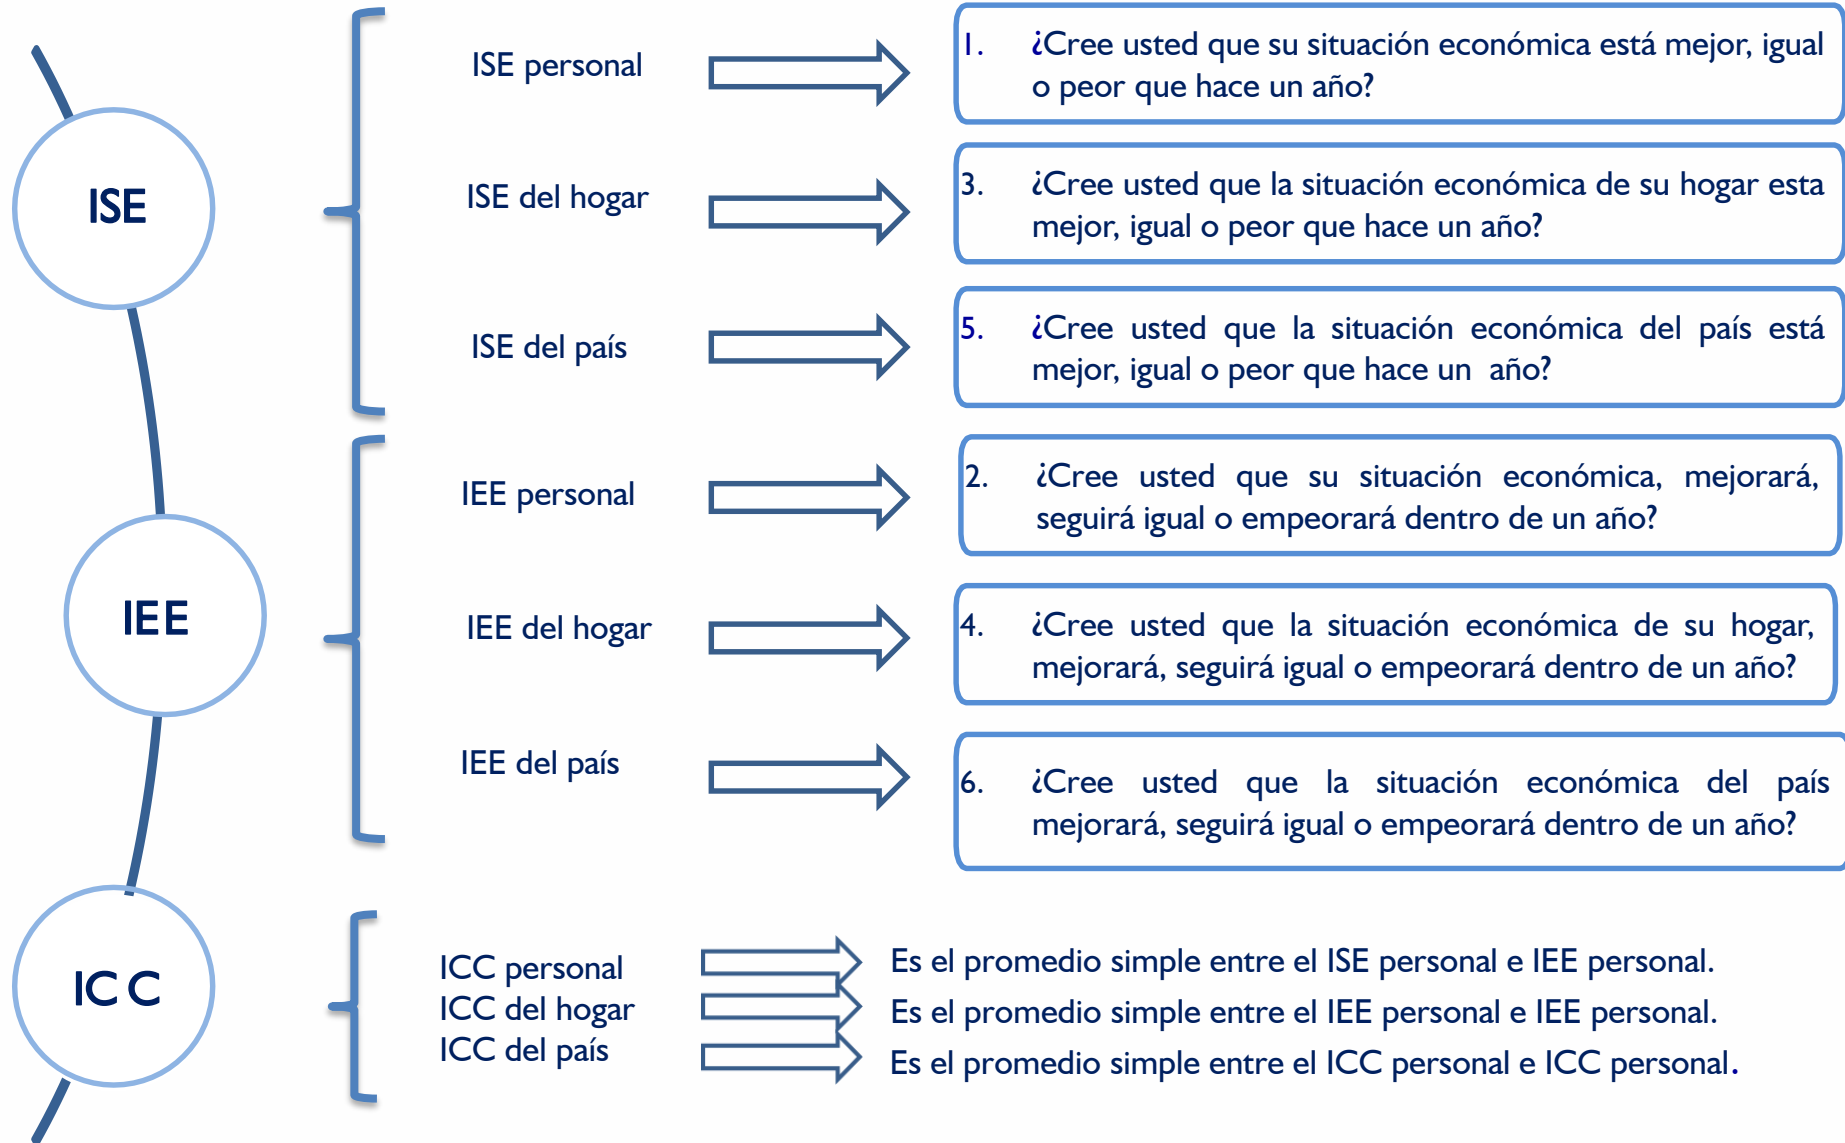 ISE
ISE personal
1. ¿Cree usted que su situación económica está mejor, igual
o peor que hace un año?
ISE del hogar
3. ¿Cree usted que la situación económica de su hogar esta
mejor, igual o peor que hace un año?
ISE del país
5. ¿Cree usted que la situación económica del país está
mejor, igual o peor que hace un año?
IEE
IEE personal
2. ¿Cree usted que su situación económica, mejorará,
seguirá igual o empeorará dentro de un año?
IEE del hogar
4. ¿Cree usted que la situación económica de su hogar,
mejorará, seguirá igual o empeorará dentro de un año?
IEE del país
6. ¿Cree usted que la situación económica del país
mejorará, seguirá igual o empeorará dentro de un año?
ICC
ICC personal
Es el promedio simple entre el ISE personal e IEE personal.
ICC del hogar
Es el promedio simple entre el IEE personal e IEE personal.
ICC del país
Es el promedio simple entre el ICC personal e ICC personal.